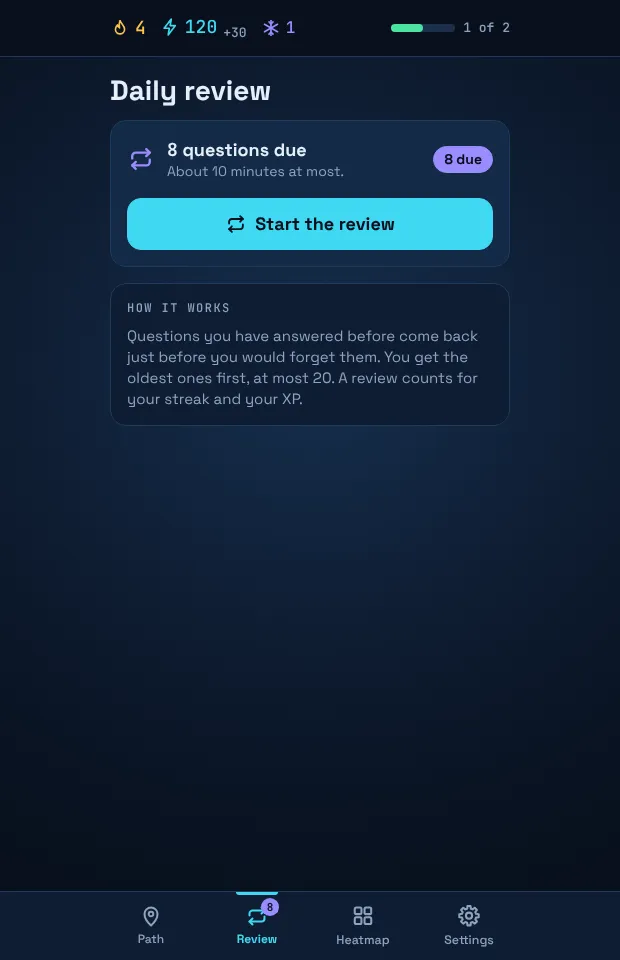 4 120 +30 1 1 of 2
Daily review
8 questions due
About 10 minutes at most.
8 due
Start the review
HOW IT WORKS
Questions you have answered before come back
just before you would forget them. You get the
oldest ones first, at most 20. A review counts for
your streak and your XP.
8
Path Review Heatmap Settings